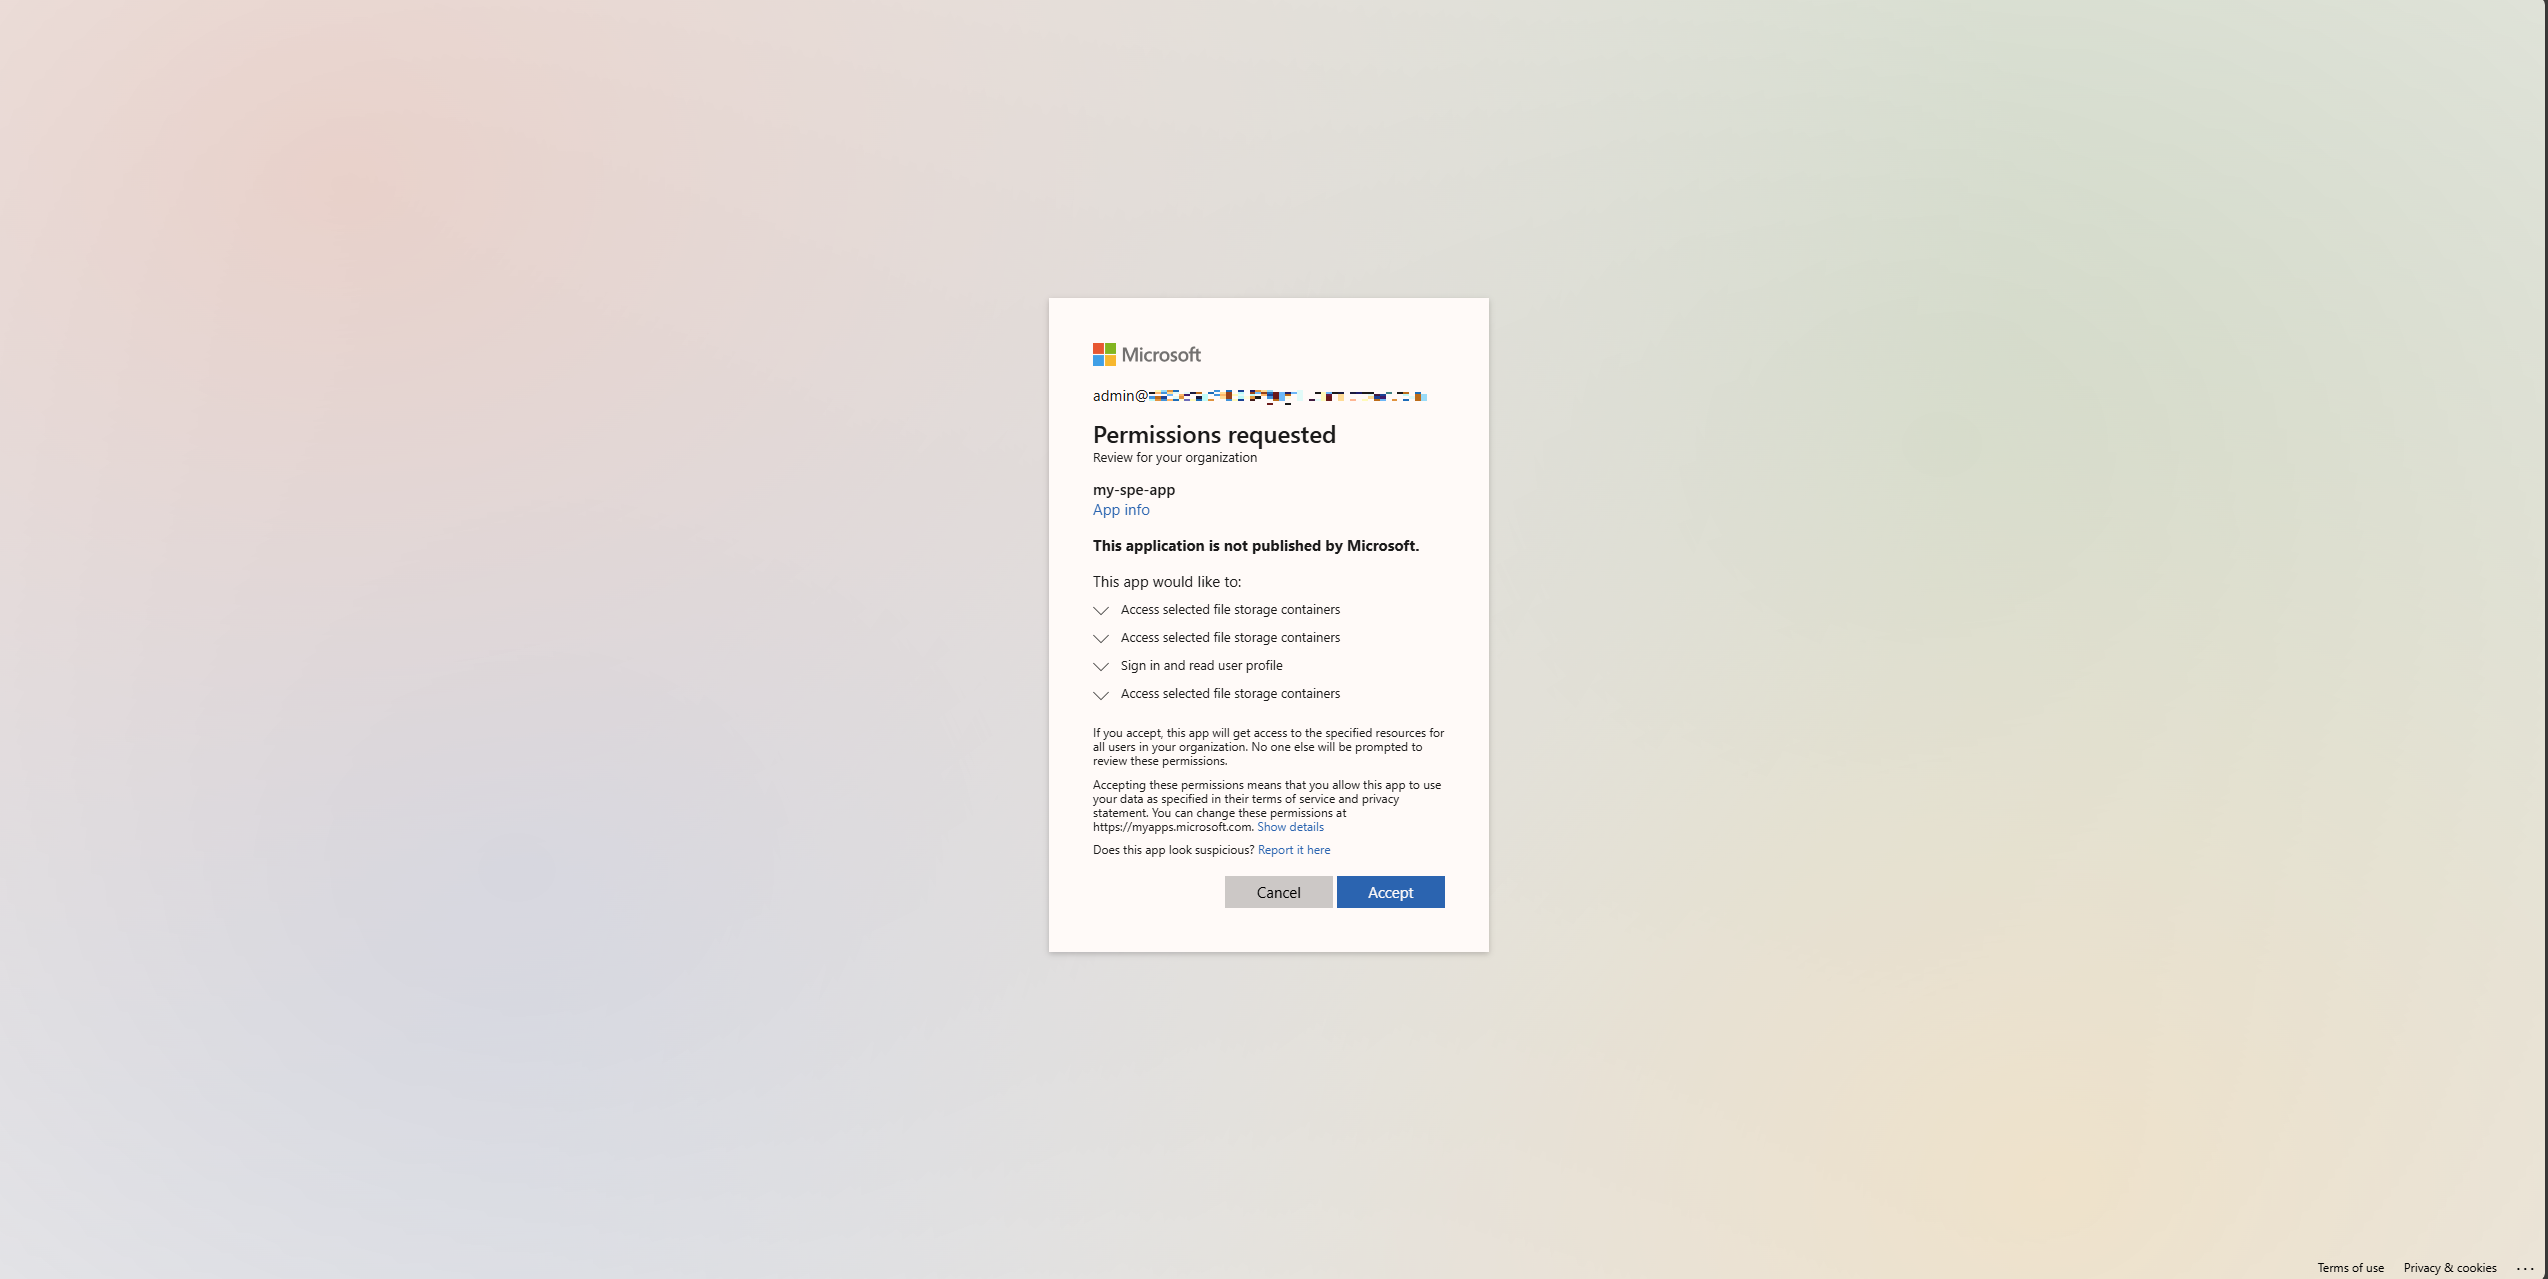 Microsoft
admin@
Permissions requested
Review for your organization
my-spe-app
App info
This application is not published by Microsoft.
This app would like to:
Access selected file storage containers
Access selected file storage containers
Sign in and read user profile
Access selected file storage containers
If you accept, this app will get access to the specified resources for
all users in your organization. No one else will be prompted to
review these permissions.
Accepting these permissions means that you allow this app to use
your data as specified in their terms of service and privacy
statement. You can change these permissions at
https://myapps.microsoft.com. Show details
Does this app look suspicious? Report it here
Cancel Accept
Terms of use Privacy & cookies ...